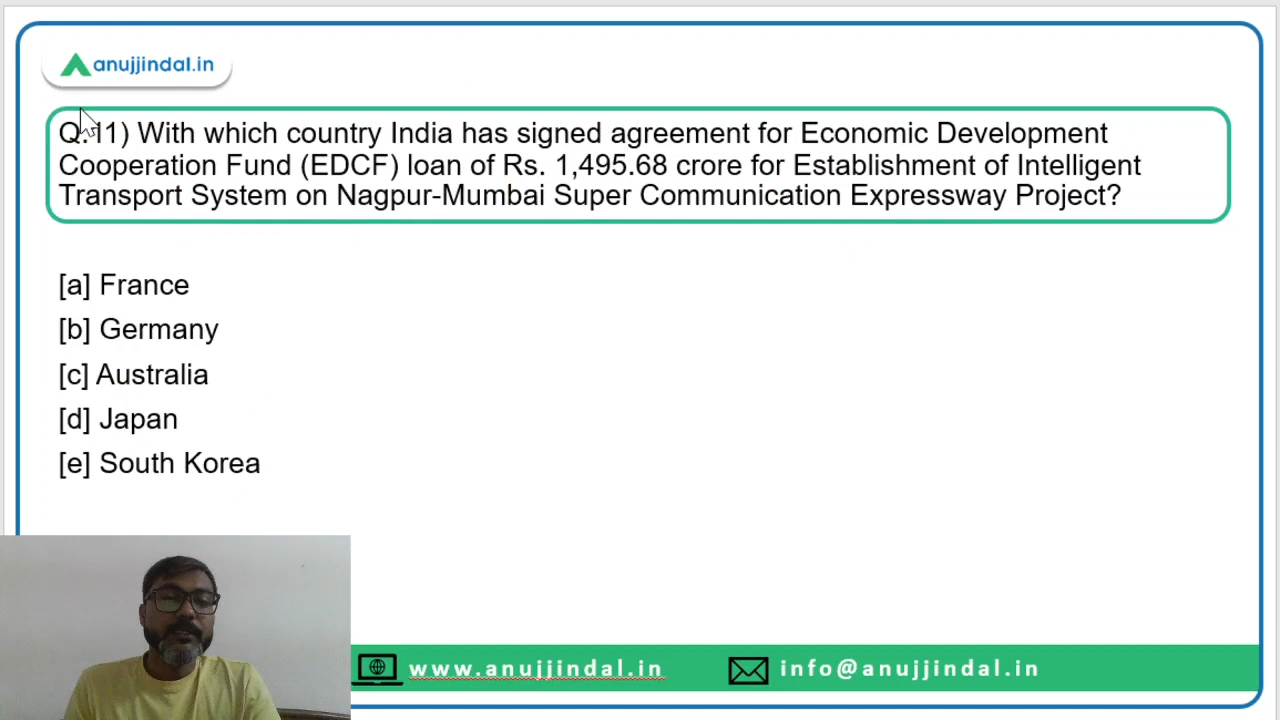 anujjindal.in
Q.11) With which country India has signed agreement for Economic Development
Cooperation Fund (EDCF) loan of Rs. 1,495.68 crore for Establishment of Intelligent
Transport System on Nagpur-Mumbai Super Communication Expressway Project?
[a] France
[b] Germany
[c] Australia
[d] Japan
[e] South Korea
www.anujjindal.in
info@anujjindal.in